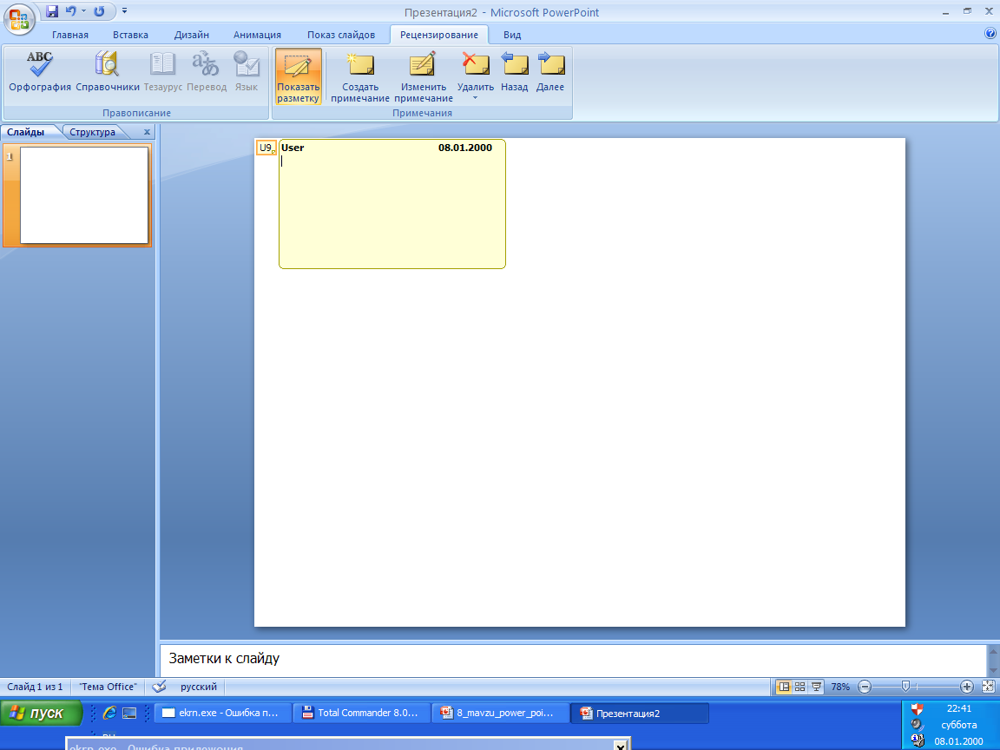 Презентация2 - Microsoft PowerPoint
Главная Вставка Дизайн Анимация Показ слайдов Рецензирование Вид
ABC
Орфография Справочники Тезаурус Перевод Язык
Показать разметку
Создать примечание
Изменить примечание
Удалить Назад Далее
Правописание Примечания
Слайды Структура x
1
U9 User 08.01.2000
Заметки к слайду
Слайд 1 из 1 "Тема Office" русский 78%
пуск ekrn.exe - Ошибка п... Total Commander 8.0... 8_mavzu_power_poi... Презентация2
22:41
суббота
08.01.2000
ekrn.exe - Ошибка приложения